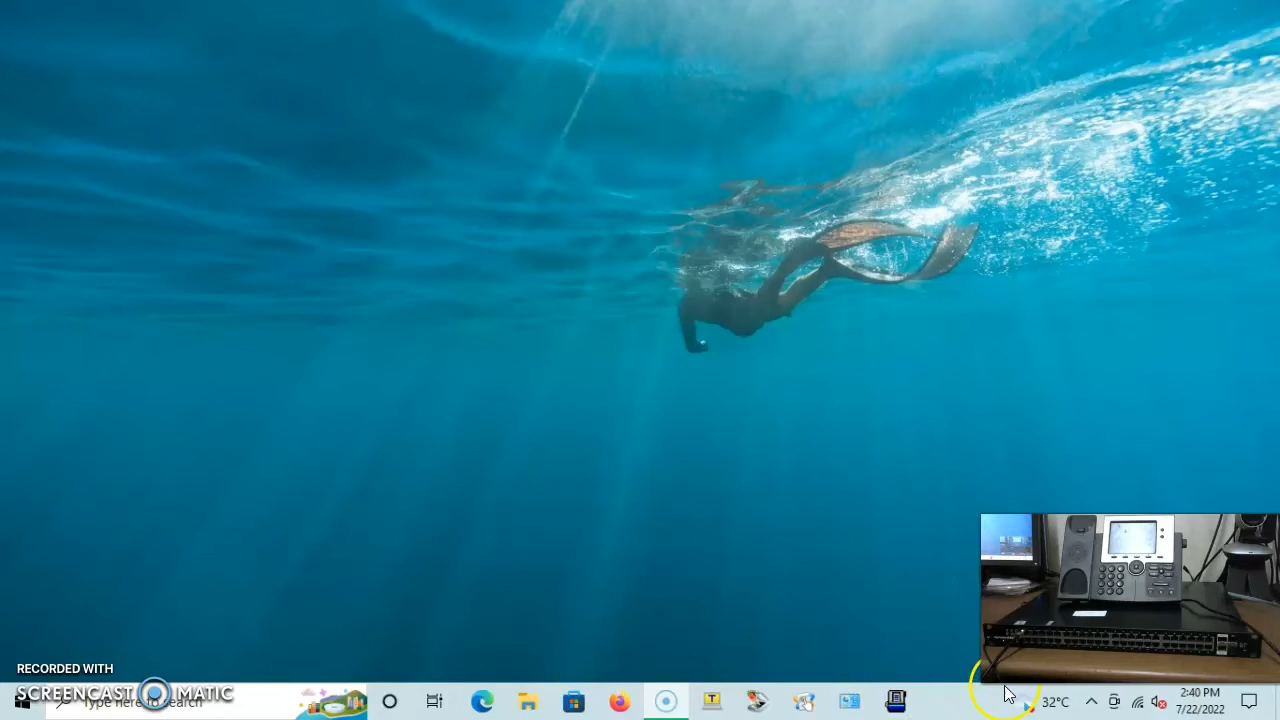 RECORDED WITH
SCREENCAST MATIC
Type here to search
T
32°C
2:40 PM
7/22/2022